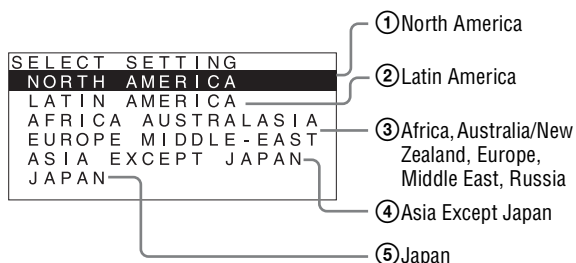 SELECT SETTING
NORTH AMERICA
LATIN AMERICA
AFRICA AUSTRALASIA
EUROPE MIDDLE-EAST
ASIA EXCEPT JAPAN
JAPAN
①North America
②Latin America
③Africa, Australia/New
Zealand, Europe,
Middle East, Russia
④Asia Except Japan
⑤Japan